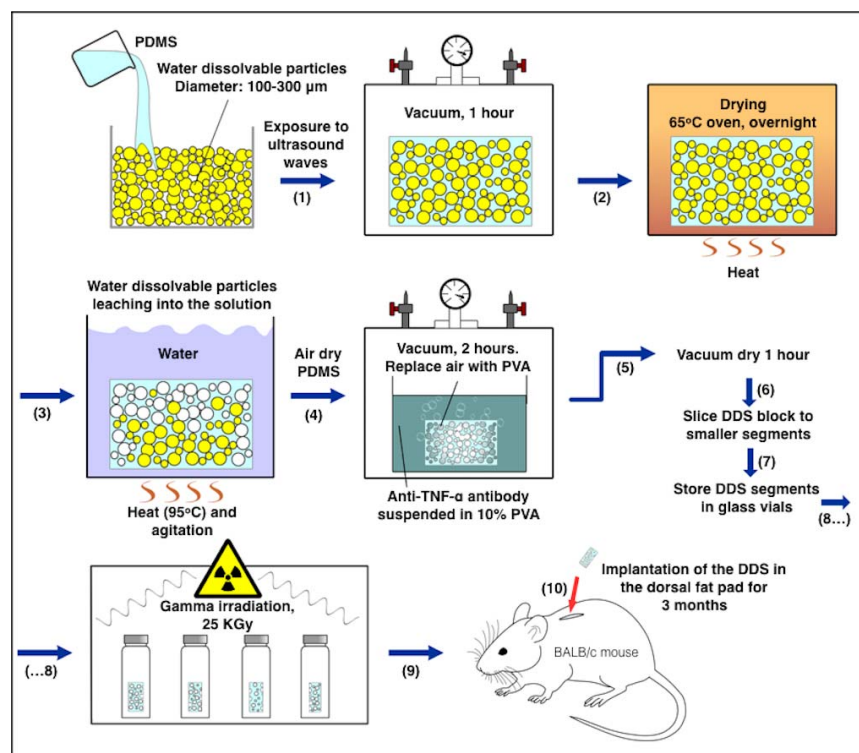 PDMS
Water dissolvable particles
Diameter: 100-300 µm
Exposure to
ultrasound
waves
(1)
Vacuum, 1 hour
(2)
Drying
65ºC oven, overnight
Heat
Water dissolvable particles
leaching into the solution
Water
(3)
Heat (95ºC) and
agitation
Air dry
PDMS
(4)
Vacuum, 2 hours.
Replace air with PVA
Anti-TNF-α antibody
suspended in 10% PVA
(5)
Vacuum dry 1 hour
(6)
Slice DDS block to
smaller segments
(7)
Store DDS segments
in glass vials
(8...)
(...8)
Gamma irradiation,
25 KGy
(9)
(10)
Implantation of the DDS in
the dorsal fat pad for
3 months
BALB/c mouse